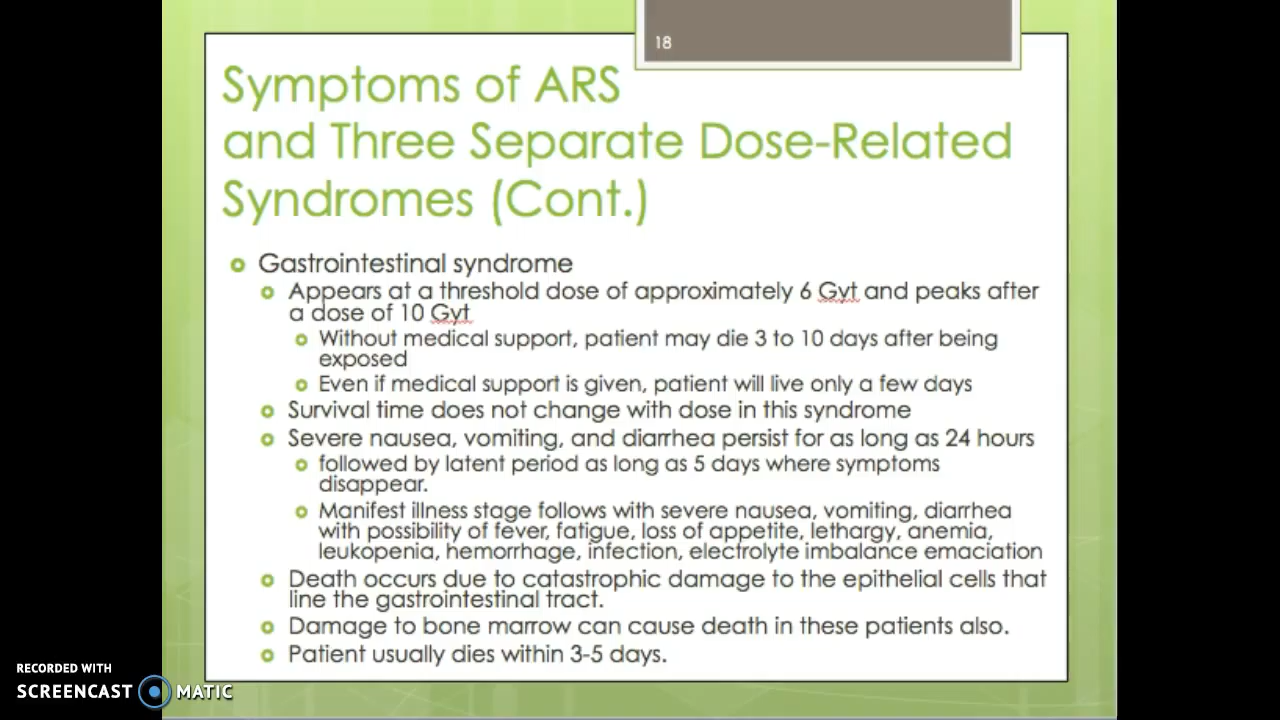 18
Symptoms of ARS
and Three Separate Dose-Related
Syndromes (Cont.)
Gastrointestinal syndrome
Appears at a threshold dose of approximately 6 Gyt and peaks after
a dose of 10 Gyt
Without medical support, patient may die 3 to 10 days after being
exposed
Even if medical support is given, patient will live only a few days
Survival time does not change with dose in this syndrome
Severe nausea, vomiting, and diarrhea persist for as long as 24 hours
followed by latent period as long as 5 days where symptoms
disappear.
Manifest illness stage follows with severe nausea, vomiting, diarrhea
with possibility of fever, fatigue, loss of appetite, lethargy, anemia,
leukopenia, hemorrhage, infection, electrolyte imbalance emaciation
Death occurs due to catastrophic damage to the epithelial cells that
line the gastrointestinal tract.
Damage to bone marrow can cause death in these patients also.
Patient usually dies within 3-5 days.
RECORDED WITH
SCREENCAST MATIC